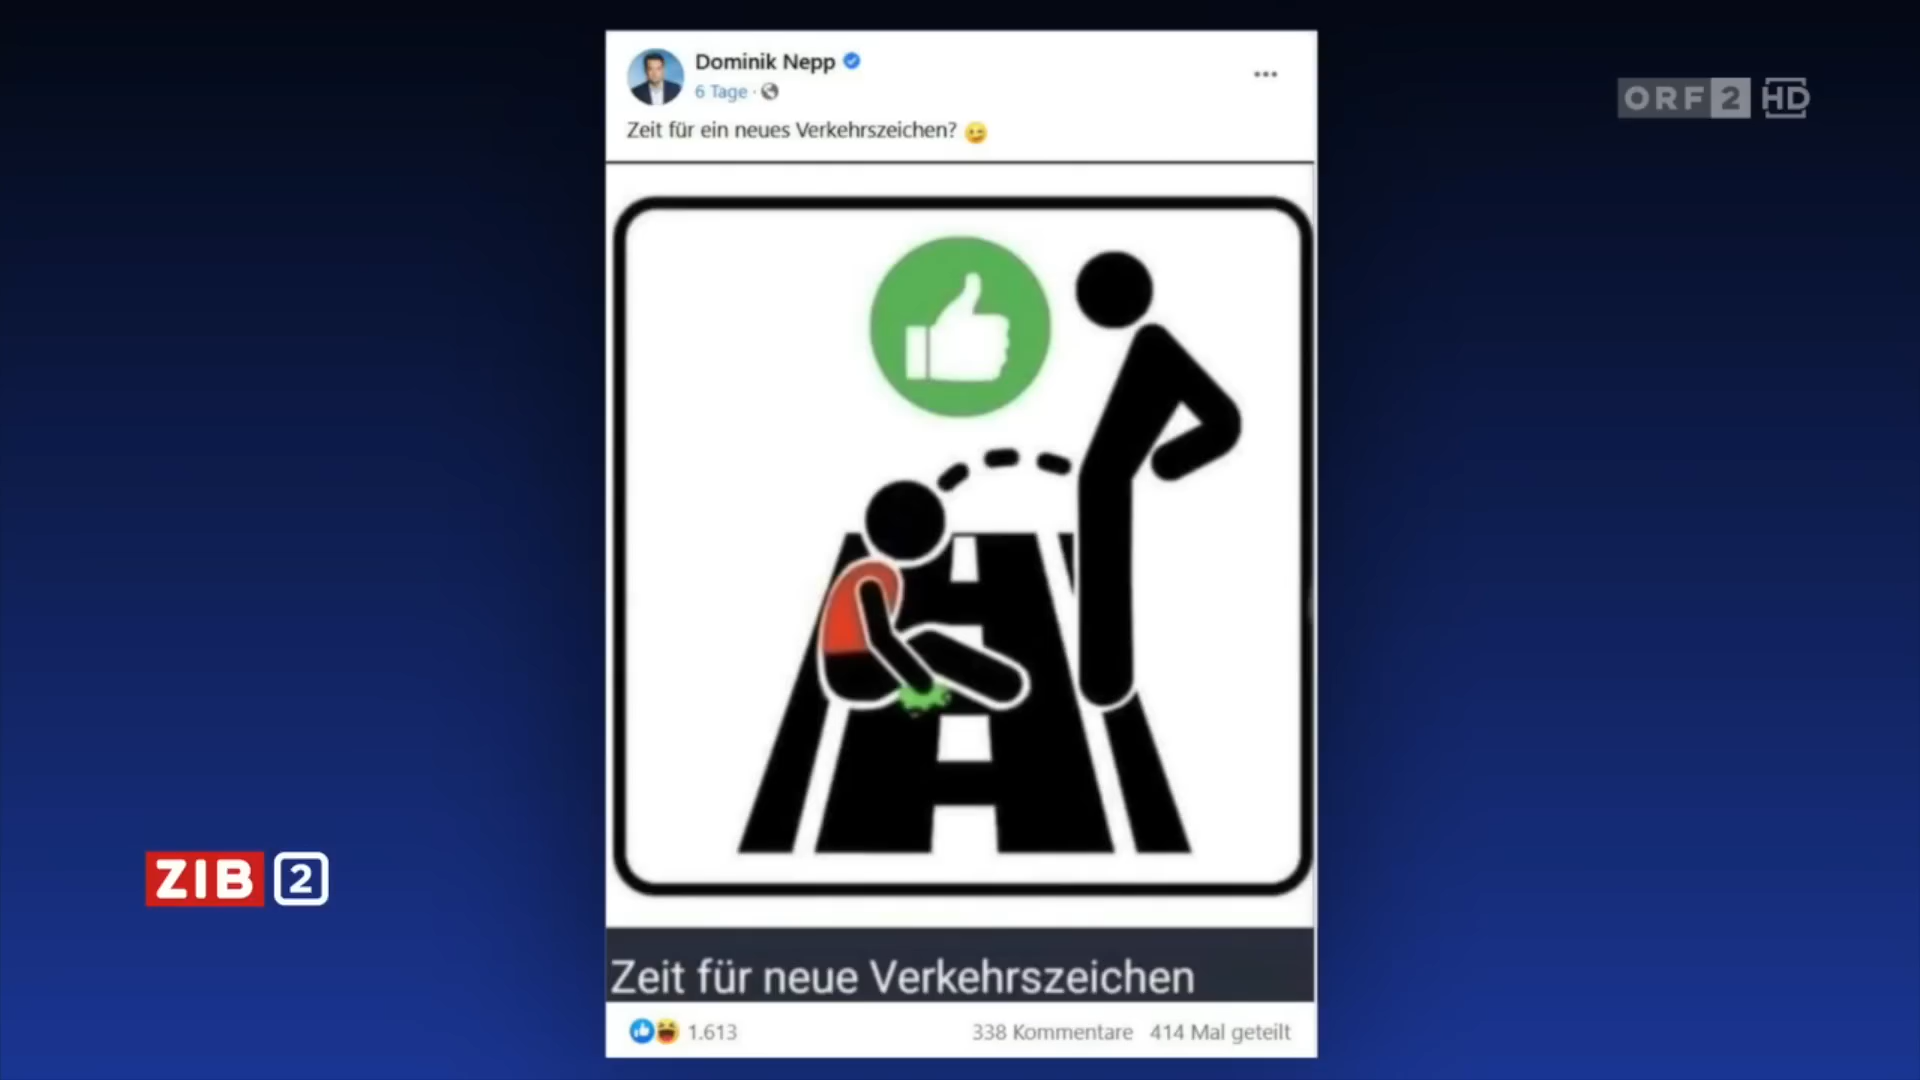 Dominik Nepp
6 Tage ·
Zeit für ein neues Verkehrszeichen? 😉
ORF 2 HD
ZIB 2
Zeit für neue Verkehrszeichen
1.613
338 Kommentare 414 Mal geteilt